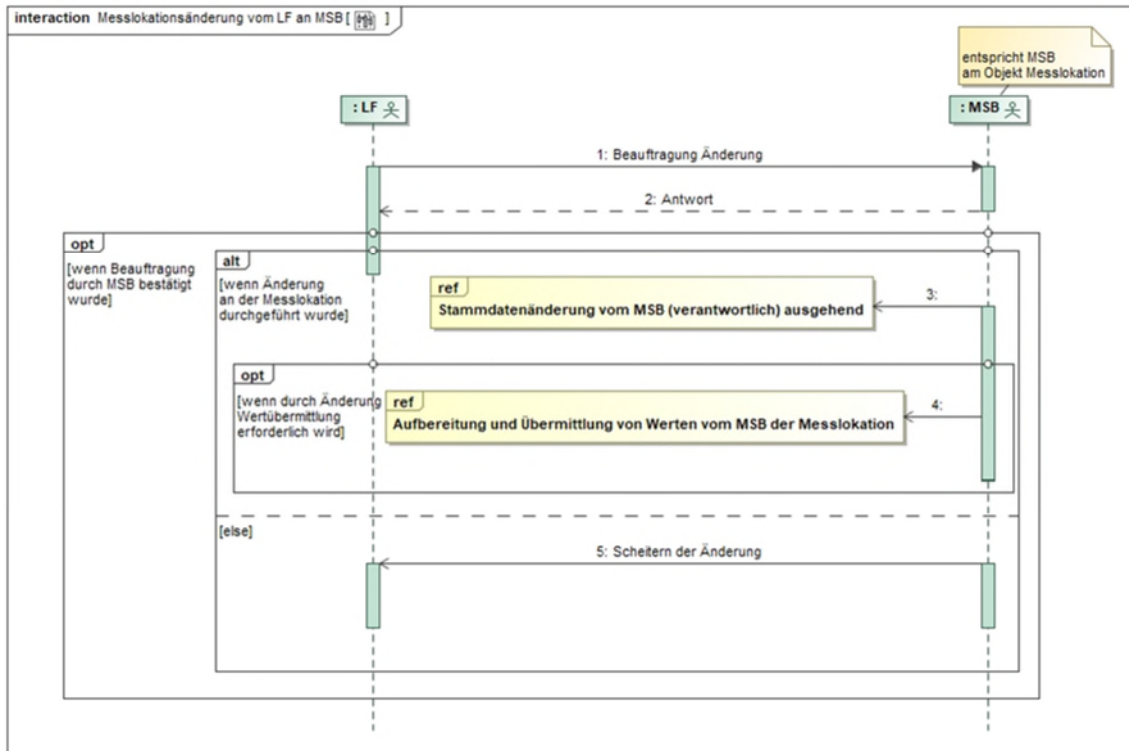 interaction Messlokationsänderung vom LF an MSB [ ]
entspricht MSB
am Objekt Messlokation
: LF
: MSB
1: Beauftragung Änderung
2: Antwort
opt
[wenn Beauftragung
durch MSB bestätigt
wurde]
alt
[wenn Änderung
an der Messlokation
durchgeführt wurde]
ref
Stammdatenänderung vom MSB (verantwortlich) ausgehend
3:
opt
[wenn durch Änderung
Wertübermittlung
erforderlich wird]
ref
Aufbereitung und Übermittlung von Werten vom MSB der Messlokation
4:
[else]
5: Scheitern der Änderung